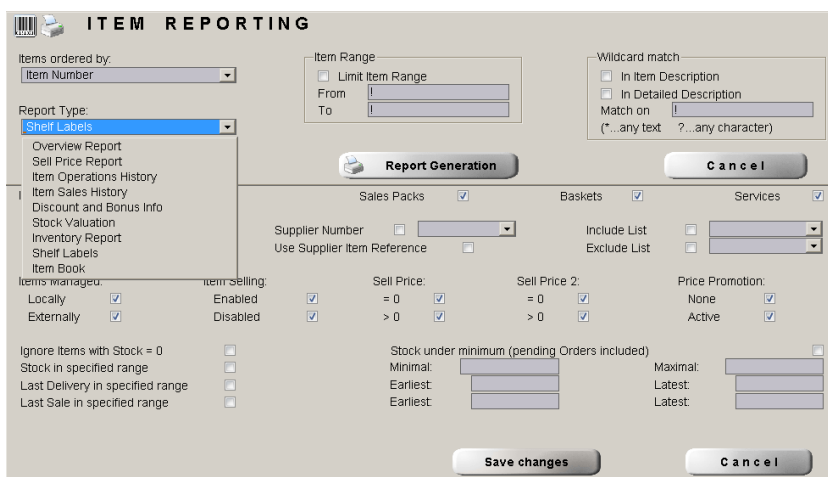 ITEM REPORTING
Items ordered by:
Item Number
Item Range
Limit Item Range
From !
To !
Wildcard match
In Item Description
In Detailed Description
Match on !
(*...any text ?...any character)
Report Type:
Shelf Labels
Overview Report
Sell Price Report
Item Operations History
Item Sales History
Discount and Bonus Info
Stock Valuation
Inventory Report
Shelf Labels
Item Book
Report Generation
Cancel
Sales Packs
Baskets
Services
Supplier Number
Include List
Use Supplier Item Reference
Exclude List
Items Managed:
Item Selling:
Sell Price:
Sell Price 2:
Price Promotion:
Locally
Enabled
= 0
= 0
None
Externally
Disabled
> 0
> 0
Active
Ignore Items with Stock = 0
Stock under minimum (pending Orders included)
Stock in specified range
Minimal:
Maximal:
Last Delivery in specified range
Earliest:
Latest:
Last Sale in specified range
Earliest:
Latest:
Save changes
Cancel